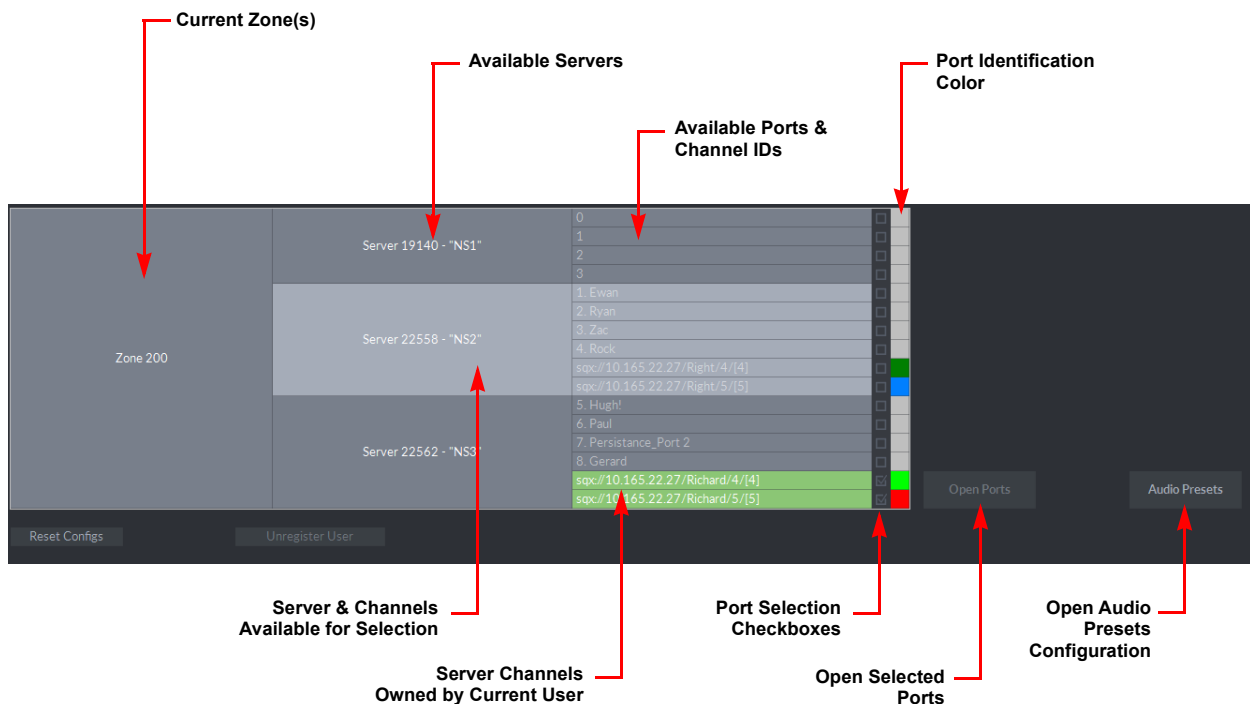 Current Zone(s)
Available Servers
Port Identification
Color
Available Ports &
Channel IDs
Zone 200
Server 19140 - "NS1"
0
1
2
3
Server 22558 - "NS2"
1. Ewan
2. Ryan
3. Zac
4. Rock
sqx://10.165.22.27/Right/4/[4]
sqx://10.165.22.27/Right/5/[5]
Server 22562 - "NS3"
5. Hugh!
6. Paul
7. Persistance_Port 2
8. Gerard
sqx://10.165.22.27/Richard/4/[4]
sqx://10.165.22.27/Richard/5/[5]
Open Ports
Audio Presets
Reset Configs
Unregister User
Server & Channels
Available for Selection
Port Selection
Checkboxes
Open Audio
Presets
Configuration
Server Channels
Owned by Current User
Open Selected
Ports